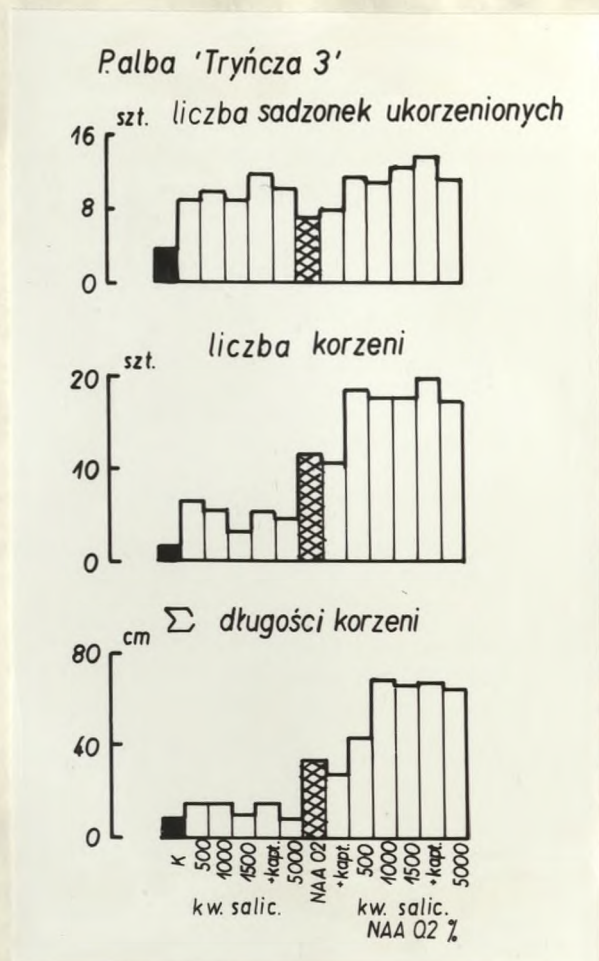 P.alba 'Tryńcza 3'
szt. liczba sadzonek ukorzenionych
16
8
0
liczba korzeni
szt.
20
10
0
Σ długości korzeni
cm
80
40
0
K 500 1000 1500 +kapt. 5000 NAA 02 +kapt. 500 1000 1500 +kapt. 5000
kw. salic. kw. salic.
NAA 0.2 %